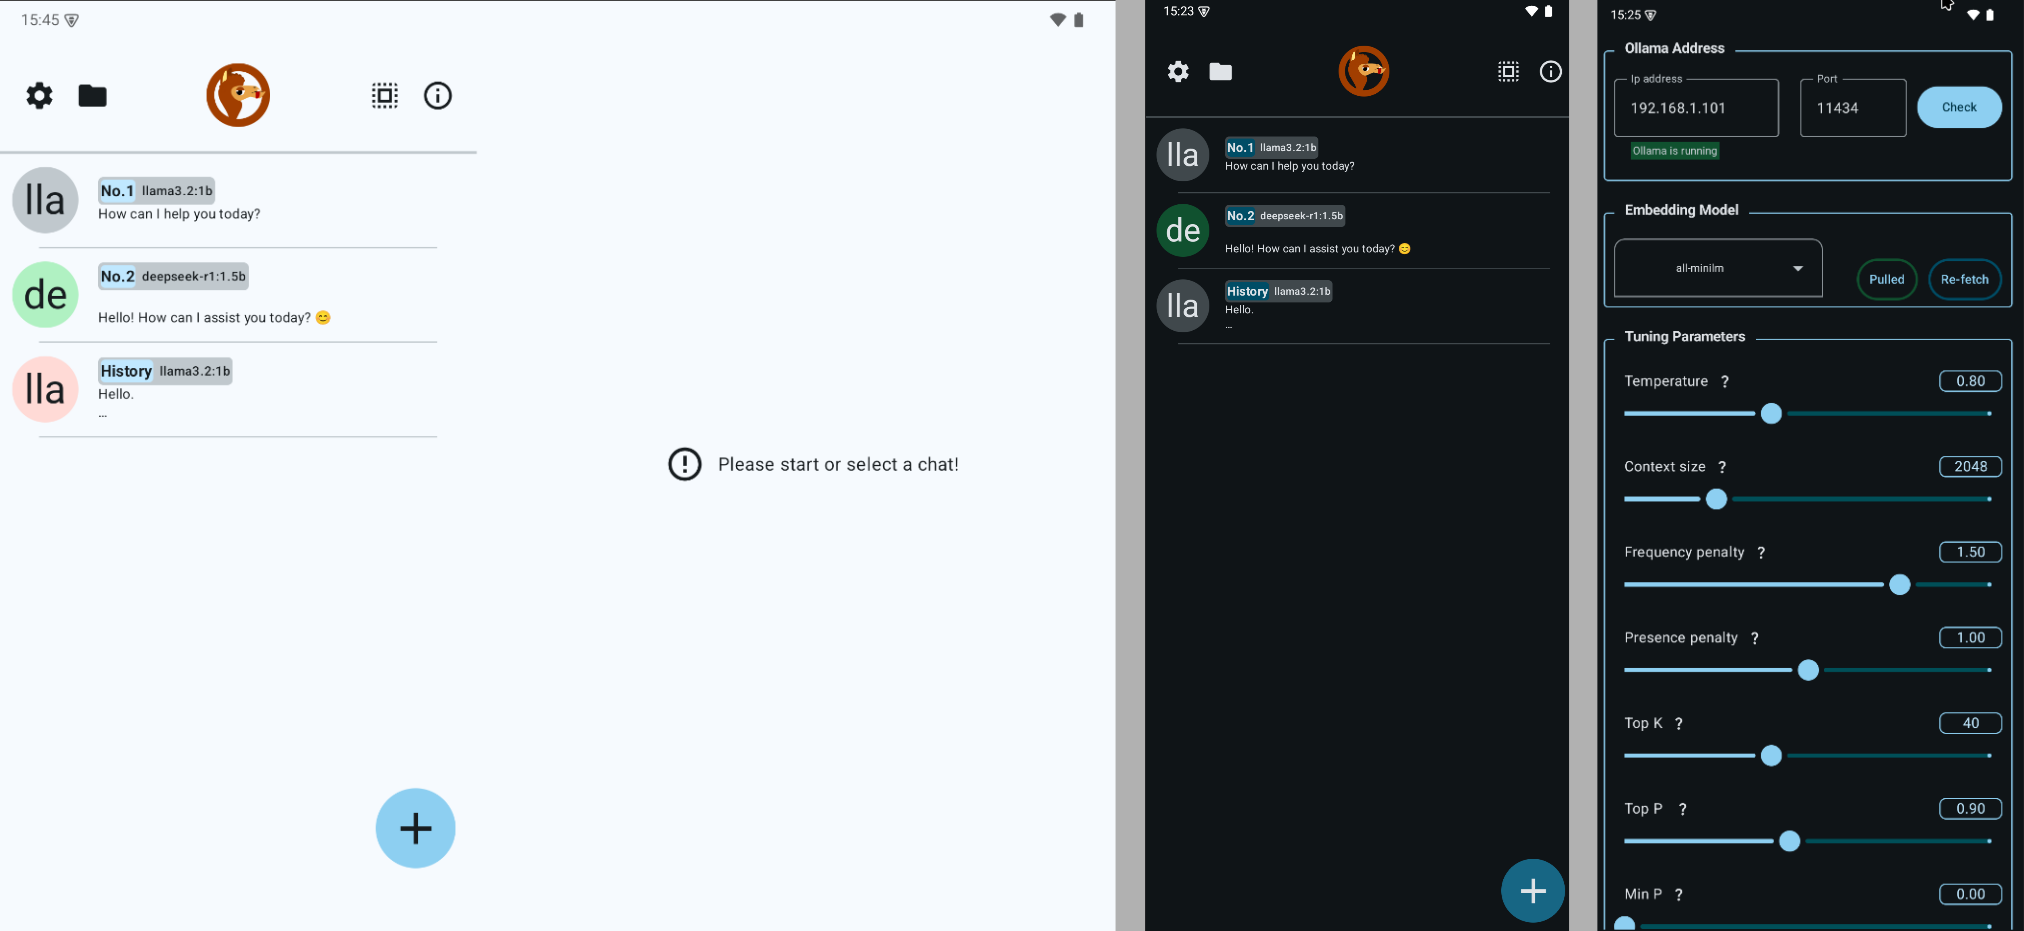 15:45
lla
No.1 llama3.2:1b
How can I help you today?
de
No.2 deepseek-r1:1.5b
Hello! How can I assist you today? 😊
lla
History llama3.2:1b
Hello.
...
Please start or select a chat!
15:23
lla
No.1 llama3.2:1b
How can I help you today?
de
No.2 deepseek-r1:1.5b
Hello! How can I assist you today? 😊
lla
History llama3.2:1b
Hello.
...
15:25
Ollama Address
Ip address
192.168.1.101
Port
11434
Check
Ollama is running
Embedding Model
all-minilm
Pulled
Re-fetch
Tuning Parameters
Temperature ? 0.80
Context size ? 2048
Frequency penalty ? 1.50
Presence penalty ? 1.00
Top K ? 40
Top P ? 0.90
Min P ? 0.00